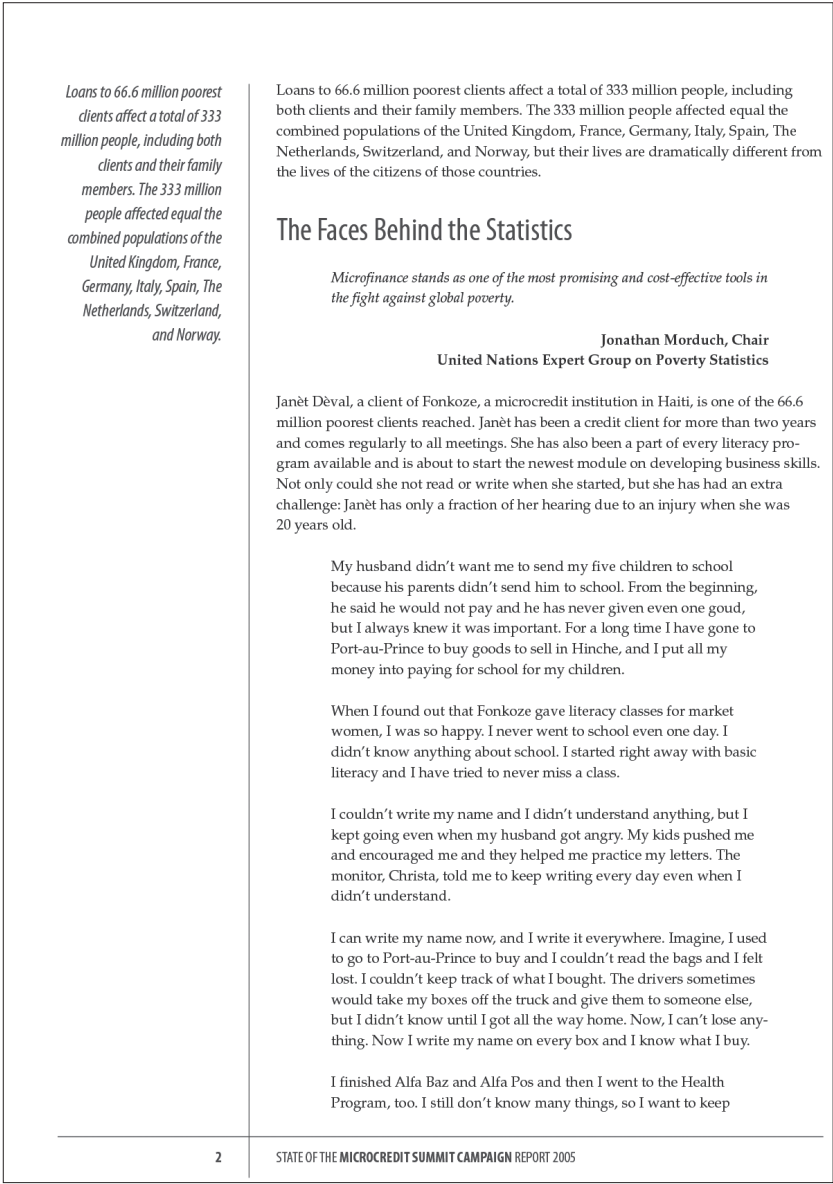 Loans to 66.6 million poorest
clients affect a total of 333
million people, including both
clients and their family
members. The 333 million
people affected equal the
combined populations of the
United Kingdom, France,
Germany, Italy, Spain, The
Netherlands, Switzerland,
and Norway.
Loans to 66.6 million poorest clients affect a total of 333 million people, including
both clients and their family members. The 333 million people affected equal the
combined populations of the United Kingdom, France, Germany, Italy, Spain, The
Netherlands, Switzerland, and Norway, but their lives are dramatically different from
the lives of the citizens of those countries.
The Faces Behind the Statistics
Microfinance stands as one of the most promising and cost-effective tools in
the fight against global poverty.
Jonathan Morduch, Chair
United Nations Expert Group on Poverty Statistics
Janèt Dèval, a client of Fonkoze, a microcredit institution in Haiti, is one of the 66.6
million poorest clients reached. Janèt has been a credit client for more than two years
and comes regularly to all meetings. She has also been a part of every literacy pro-
gram available and is about to start the newest module on developing business skills.
Not only could she not read or write when she started, but she has had an extra
challenge: Janèt has only a fraction of her hearing due to an injury when she was
20 years old.
My husband didn’t want me to send my five children to school
because his parents didn’t send him to school. From the beginning,
he said he would not pay and he has never given even one goud,
but I always knew it was important. For a long time I have gone to
Port-au-Prince to buy goods to sell in Hinche, and I put all my
money into paying for school for my children.
When I found out that Fonkoze gave literacy classes for market
women, I was so happy. I never went to school even one day. I
didn’t know anything about school. I started right away with basic
literacy and I have tried to never miss a class.
I couldn’t write my name and I didn’t understand anything, but I
kept going even when my husband got angry. My kids pushed me
and encouraged me and they helped me practice my letters. The
monitor, Christa, told me to keep writing every day even when I
didn’t understand.
I can write my name now, and I write it everywhere. Imagine, I used
to go to Port-au-Prince to buy and I couldn’t read the bags and I felt
lost. I couldn’t keep track of what I bought. The drivers sometimes
would take my boxes off the truck and give them to someone else,
but I didn’t know until I got all the way home. Now, I can’t lose any-
thing. Now I write my name on every box and I know what I buy.
I finished Alfa Baz and Alfa Pos and then I went to the Health
Program, too. I still don’t know many things, so I want to keep
2 STATE OF THE MICROCREDIT SUMMIT CAMPAIGN REPORT 2005